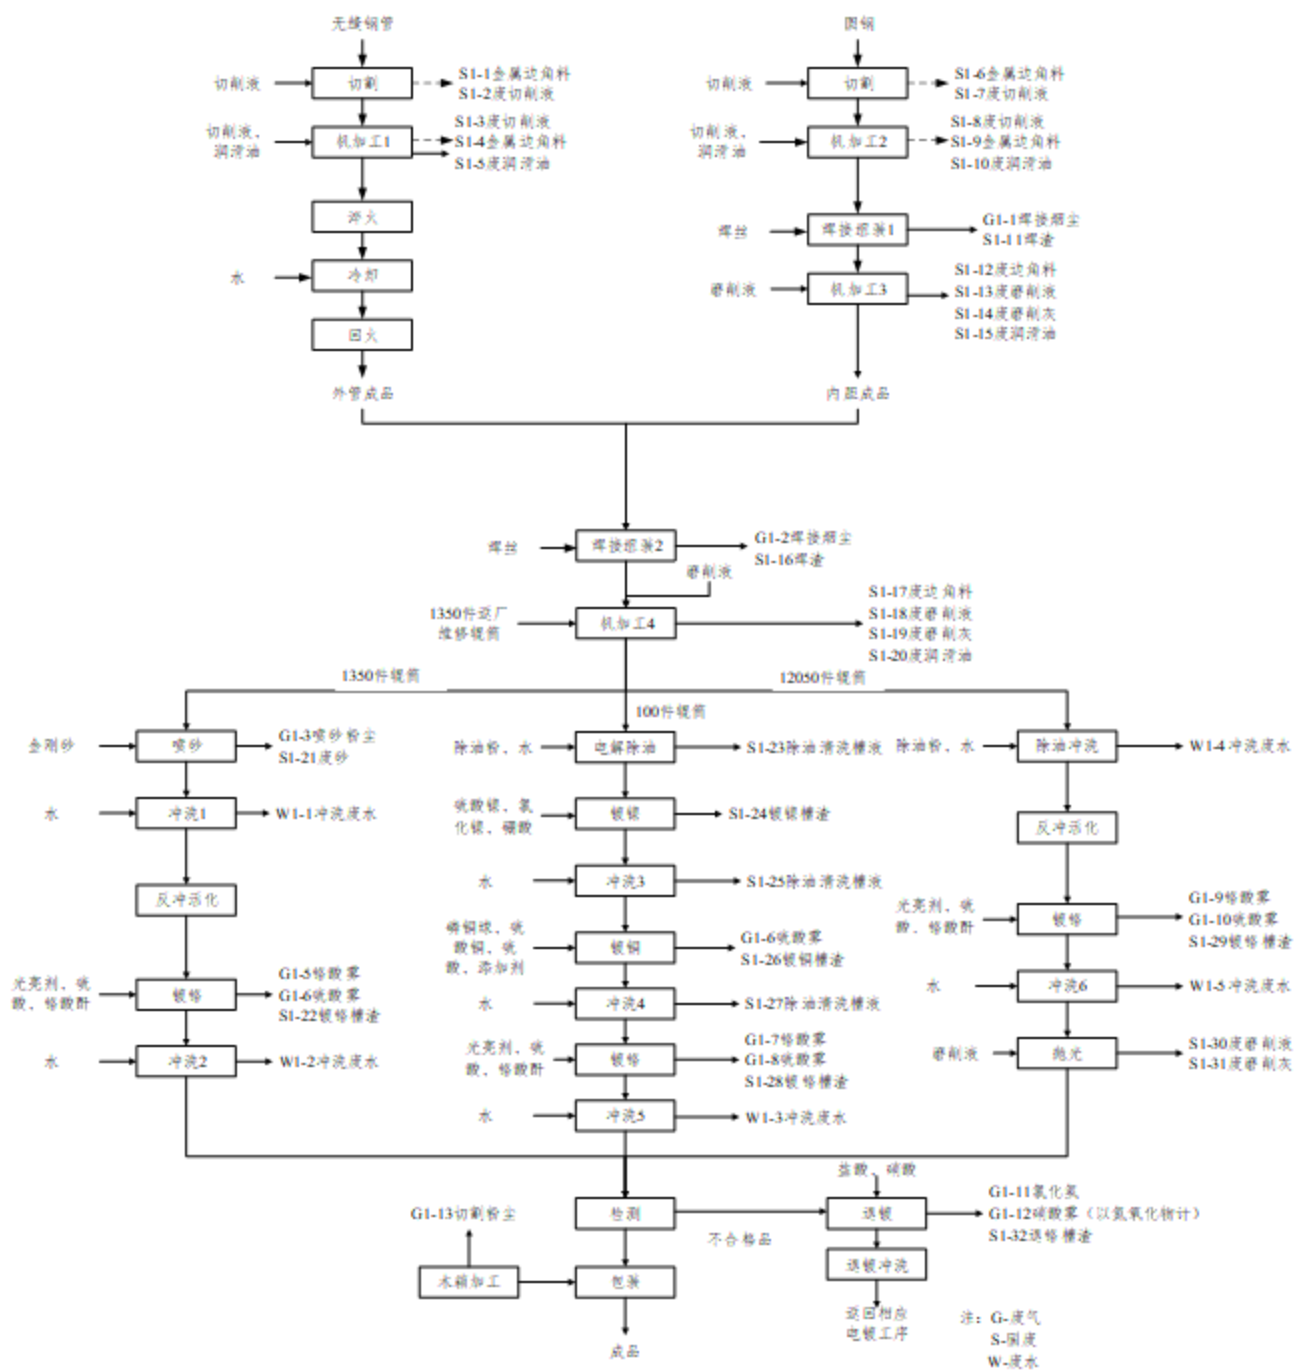 无缝钢管
圆钢
切削液
切割
S1-1金属边角料
S1-2废切削液
切削液
切割
S1-6金属边角料
S1-7废切削液
切削液、
润滑油
机加工1
S1-3废切削液
S1-4金属边角料
S1-5废润滑油
切削液、
润滑油
机加工2
S1-8废切削液
S1-9金属边角料
S1-10废润滑油
淬火
焊丝
焊接组装1
G1-1焊接烟尘
S1-11焊渣
水
冷却
磨削液
机加工3
S1-12废边角料
S1-13废磨削液
S1-14废磨削灰
S1-15废润滑油
回火
外管成品
内胆成品
焊丝
焊接组装2
G1-2焊接烟尘
S1-16焊渣
磨削液
1350件返厂
维修辊筒
机加工4
S1-17废边角料
S1-18废磨削液
S1-19废磨削灰
S1-20废润滑油
1350件辊筒
100件辊筒
12050件辊筒
金刚砂
喷砂
G1-3喷砂粉尘
S1-21废砂
水
冲洗1
W1-1冲洗废水
反冲活化
光亮剂、硫
酸、铬酸酐
镀铬
G1-5铬酸雾
G1-6硫酸雾
S1-22镀铬槽渣
水
冲洗2
W1-2冲洗废水
除油粉、水
电解除油
S1-23除油清洗槽液
硫酸镍、氯
化镍、硼酸
镀镍
S1-24镀镍槽渣
水
冲洗3
S1-25除油清洗槽液
磷铜球、硫
酸铜、硫
酸、添加剂
镀铜
G1-6硫酸雾
S1-26镀铜槽渣
水
冲洗4
S1-27除油清洗槽液
光亮剂、硫
酸、铬酸酐
镀铬
G1-7铬酸雾
G1-8硫酸雾
S1-28镀铬槽渣
水
冲洗5
W1-3冲洗废水
除油粉、水
除油冲洗
W1-4冲洗废水
反冲活化
光亮剂、硫
酸、铬酸酐
镀铬
G1-9铬酸雾
G1-10硫酸雾
S1-29镀铬槽渣
水
冲洗6
W1-5冲洗废水
磨削液
抛光
S1-30废磨削液
S1-31废磨削灰
盐酸、硝酸
G1-13切割粉尘
检测
不合格品
退镀
G1-11氯化氢
G1-12硝酸雾（以氮氧化物计）
S1-32退铬槽渣
木箱加工
包装
退镀冲洗
成品
返回相应
电镀工序
注：G-废气
S-固废
W-废水